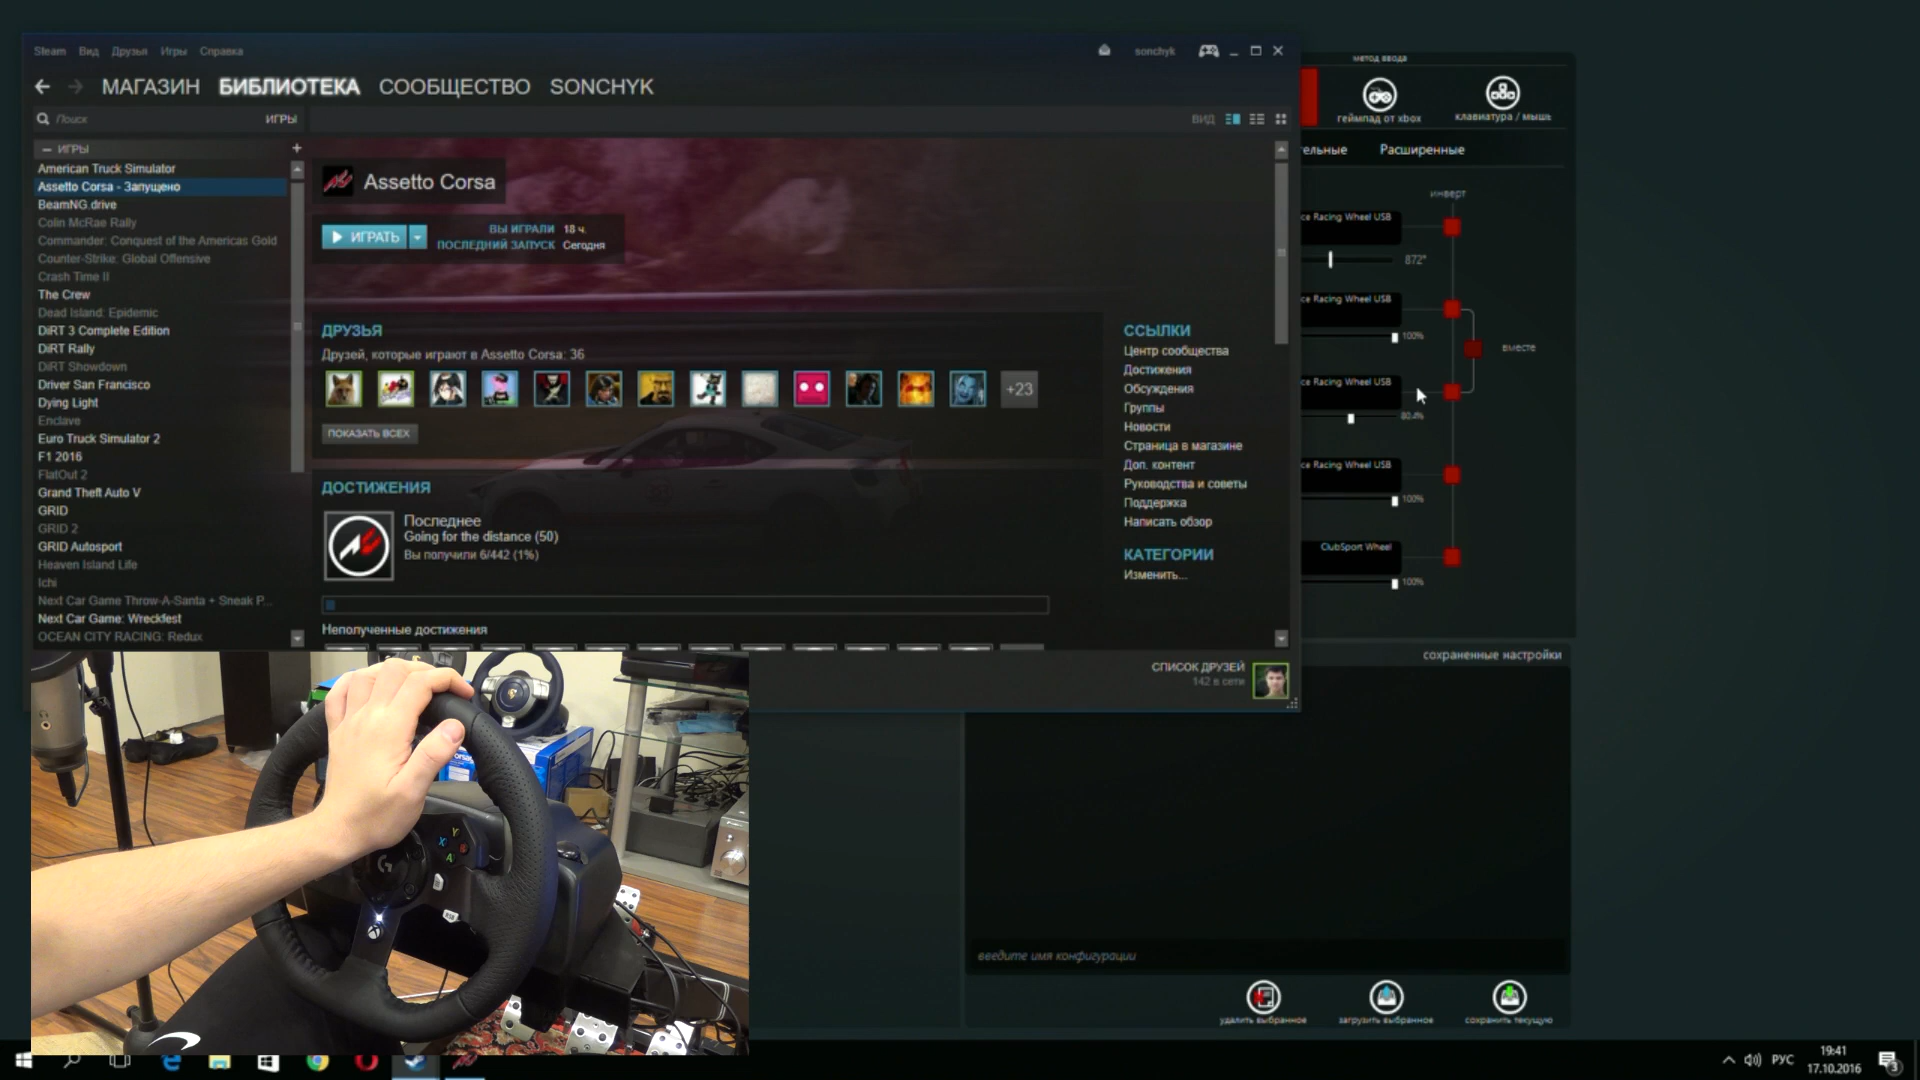 Steam Вид Друзья Игры Справка
sonchyk
МАГАЗИН БИБЛИОТЕКА СООБЩЕСТВО SONCHYK
Поиск
ИГРЫ
ВИД
ИГРЫ
American Truck Simulator
Assetto Corsa - Запущено
BeamNG.drive
Colin McRae Rally
Commander: Conquest of the Americas Gold
Counter-Strike: Global Offensive
Crash Time II
The Crew
Dead Island: Epidemic
DiRT 3 Complete Edition
DiRT Rally
DiRT Showdown
Driver San Francisco
Dying Light
Enclave
Euro Truck Simulator 2
F1 2016
FlatOut 2
Grand Theft Auto V
GRID
GRID 2
GRID Autosport
Heaven Island Life
Ichi
Next Car Game Throw-A-Santa + Sneak P...
Next Car Game: Wreckfest
OCEAN CITY RACING: Redux
Assetto Corsa
ИГРАТЬ
ВЫ ИГРАЛИ 18 ч.
ПОСЛЕДНИЙ ЗАПУСК Сегодня
ДРУЗЬЯ
Друзей, которые играют в Assetto Corsa: 36
+23
ПОКАЗАТЬ ВСЕХ
ДОСТИЖЕНИЯ
Последнее
Going for the distance (50)
Вы получили 6/442 (1%)
Неполученные достижения
ССЫЛКИ
Центр сообщества
Достижения
Обсуждения
Группы
Новости
Страница в магазине
Доп. контент
Руководства и советы
Поддержка
Написать обзор
КАТЕГОРИИ
Изменить...
СПИСОК ДРУЗЕЙ
142 в сети
метод ввода
геймпад от xbox
клавиатура / мышь
тельные
Расширенные
инверт
ce Racing Wheel USB
872°
ce Racing Wheel USB
100%
вместе
ce Racing Wheel USB
80.4%
ce Racing Wheel USB
100%
ClubSport Wheel
100%
сохраненные настройки
введите имя конфигурации
удалить выбранное
загрузить выбранное
сохранить текущую
Y
X
A
G
РУС
19:41
17.10.2016
3